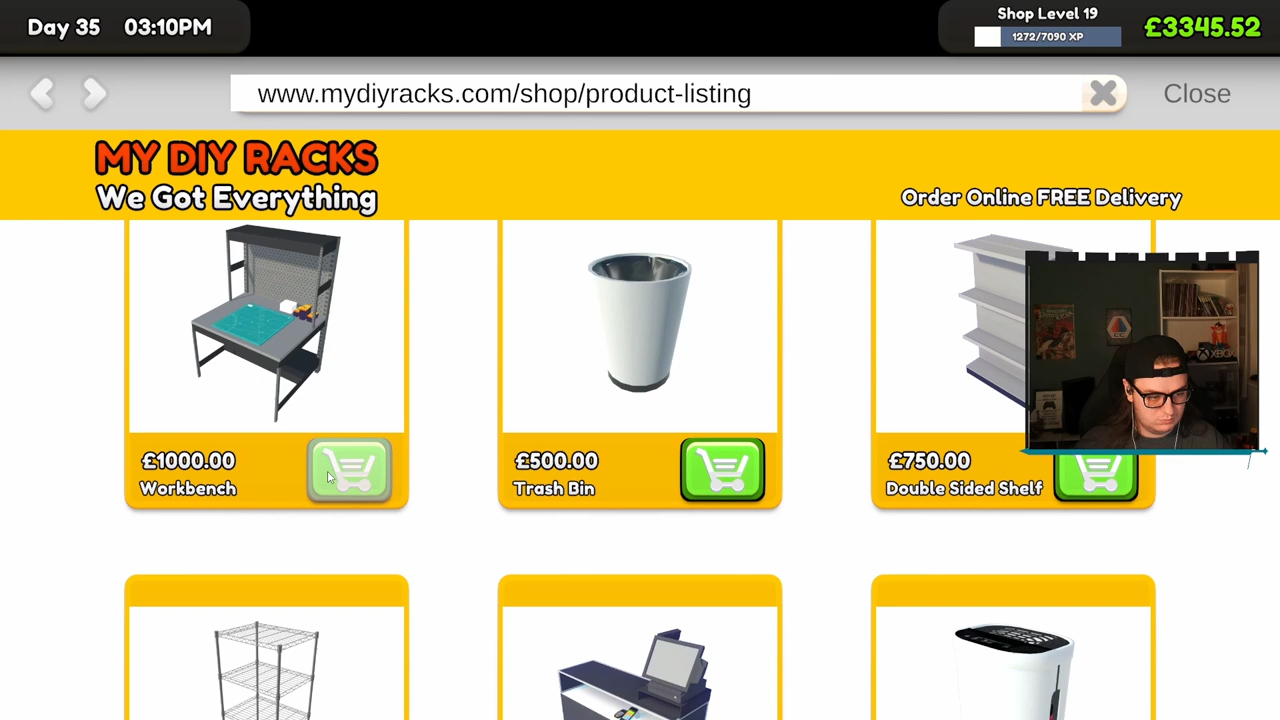 Day 35 03:10PM
Shop Level 19
1272/7090 XP
£3345.52
www.mydiyracks.com/shop/product-listing
Close
MY DIY RACKS
We Got Everything
Order Online FREE Delivery
£1000.00
Workbench
£500.00
Trash Bin
£750.00
Double Sided Shelf
XBOX